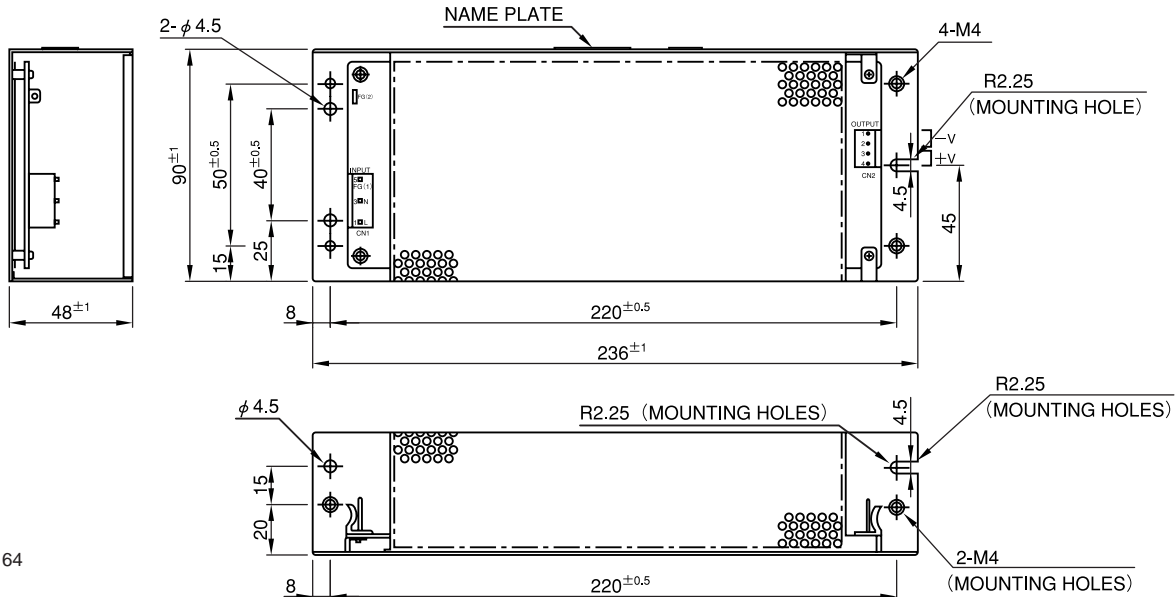 NAME PLATE
2-φ4.5
4-M4
R2.25
(MOUNTING HOLE)
FG(2)
OUTPUT
1
2
3
4
CN2
-V
+V
4.5
45
90±1
50±0.5
40±0.5
INPUT
5
FG(1)
3 N
1 L
CN1
25
15
48±1
8
220±0.5
236±1
φ4.5
R2.25 (MOUNTING HOLES)
4.5
R2.25
(MOUNTING HOLES)
15
20
2-M4
(MOUNTING HOLES)
64
8
220±0.5